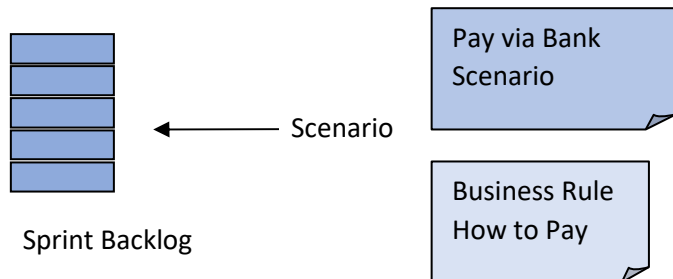 Pay via Bank
Scenario
Scenario
Business Rule
How to Pay
Sprint Backlog